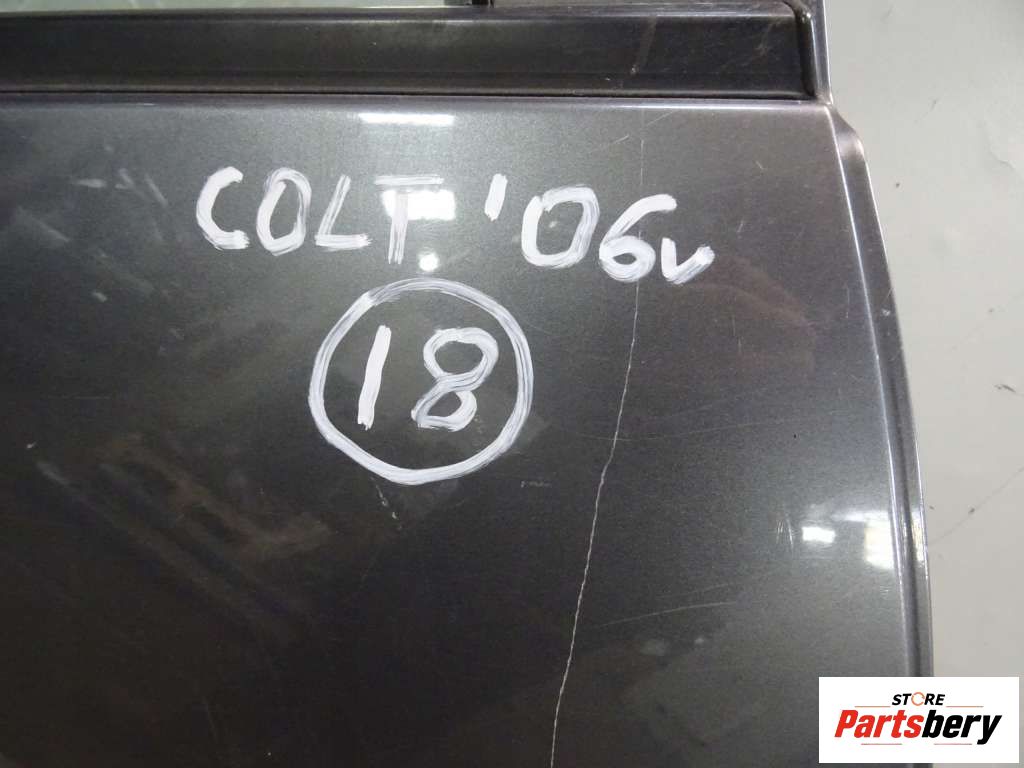 COLT '06v
18
STORE
Partsbery